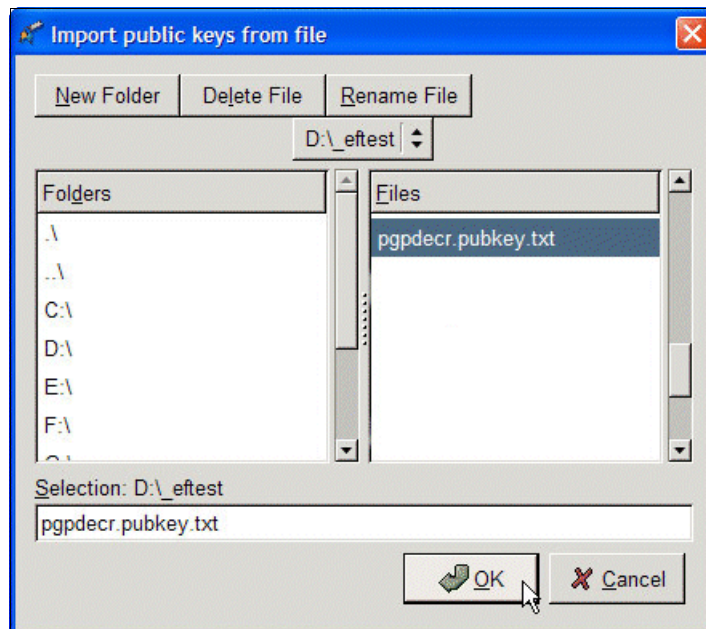 Import public keys from file
New Folder Delete File Rename File
D:\_eftest
Folders
.\
..\
C:\
D:\
E:\
F:\
Files
pgpdecr.pubkey.txt
Selection: D:\_eftest
pgpdecr.pubkey.txt
OK Cancel